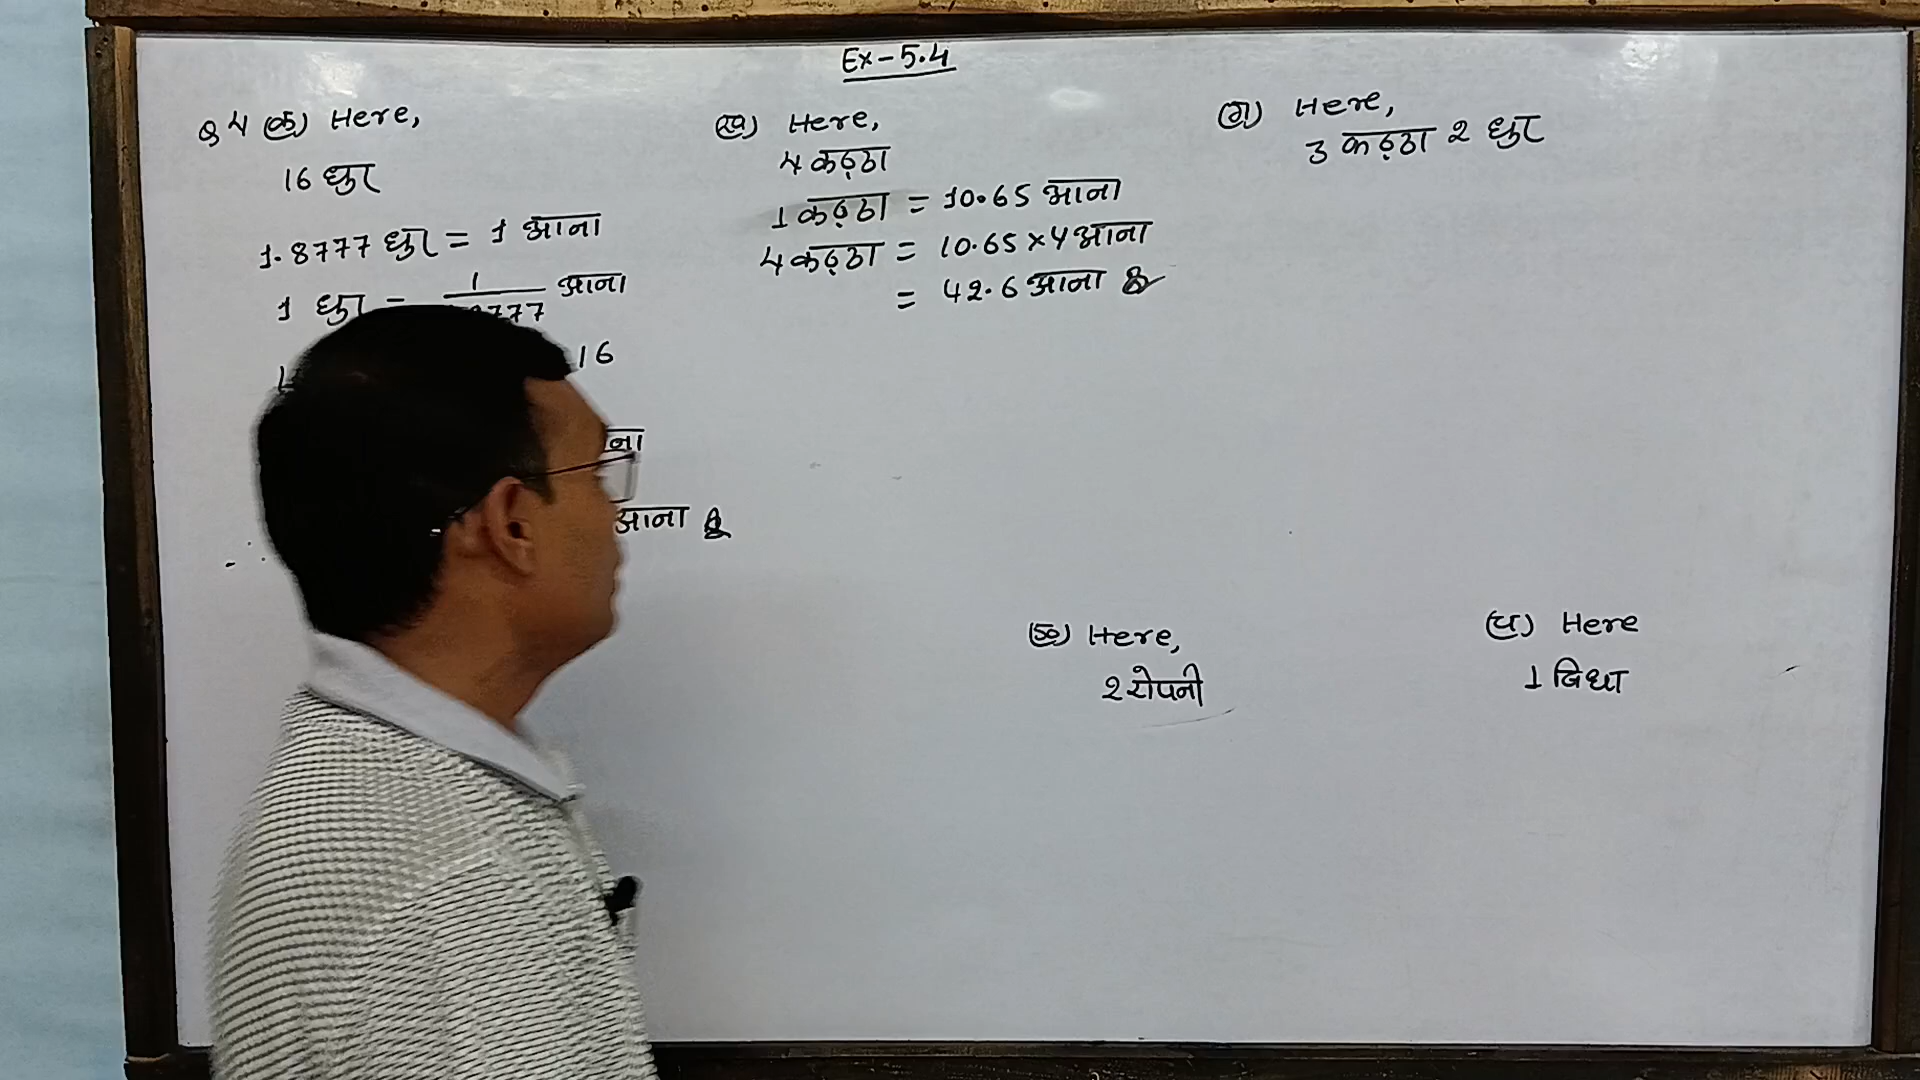 Ex-5.4
Q 4 (क) Here,
16 धुर
1.8777 धुर = 1 आना
1 धुर = 1 आना
777
16
ना
आना
(ख) Here,
4 कठ्ठा
1 कठ्ठा = 10.65 आना
4 कठ्ठा = 10.65 × 4 आना
= 42.6 आना
(ग) Here,
3 कठ्ठा 2 धुर
(ङ) Here,
2 रोपनी
(घ) Here
1 बिघा